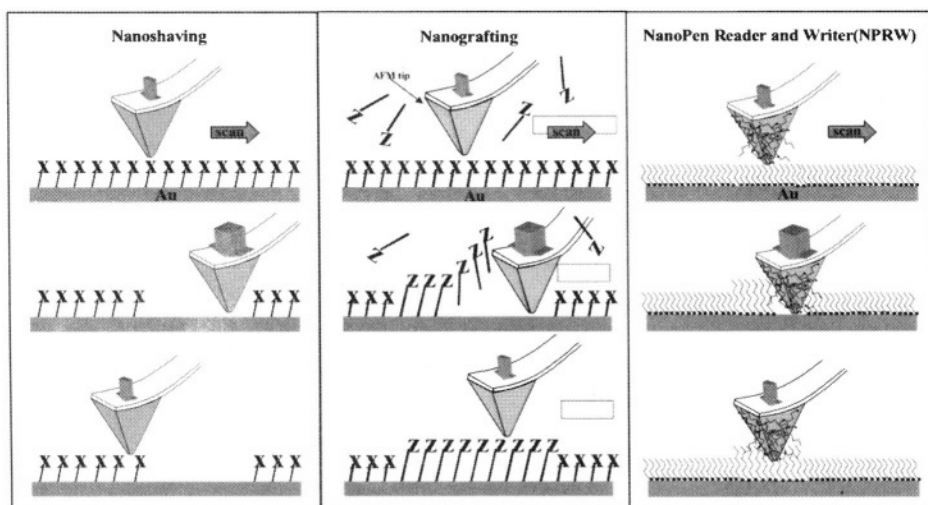 Nanoshaving
scan
X X X X X X X X X X X X X X X
Au
X X X X X X X X X
X X X X X X X X X
Nanografting
AFM tip
Z Z Z Z
scan
X X X X X X X X X X X X X X X
Au
Z Z Z Z
X X X Z Z Z Z X X X X
X X X Z Z Z Z Z Z Z Z Z X X X X
NanoPen Reader and Writer(NPRW)
scan
Au